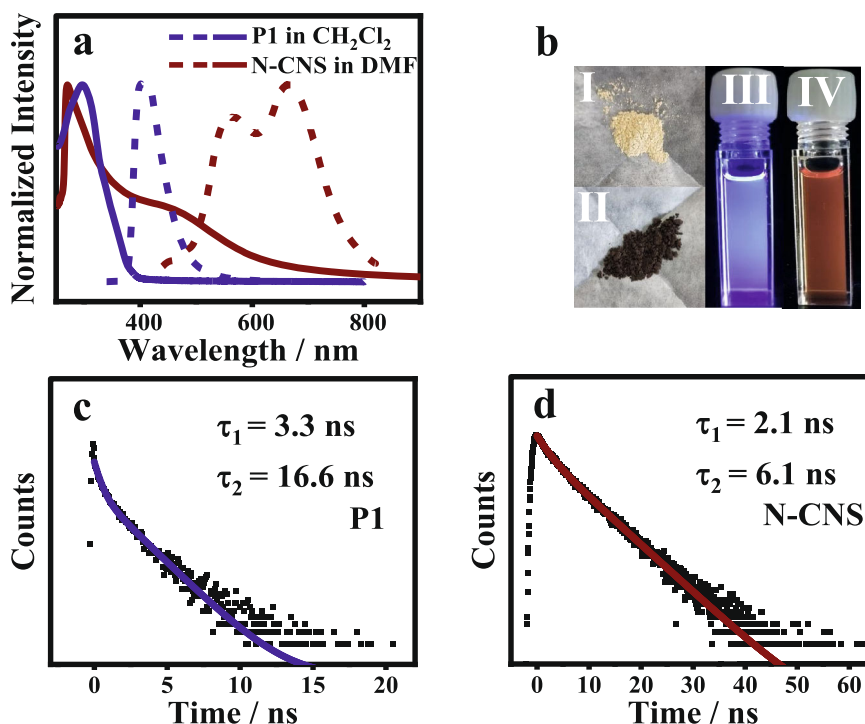 a
P1 in CH₂Cl₂
N-CNS in DMF
Normalized Intensity
400
600
800
Wavelength / nm
b
I
II
III
IV
c
τ₁ = 3.3 ns
τ₂ = 16.6 ns
P1
Counts
0
5
10
15
20
Time / ns
d
τ₁ = 2.1 ns
τ₂ = 6.1 ns
N-CNS
Counts
0
10
20
30
40
50
60
Time / ns